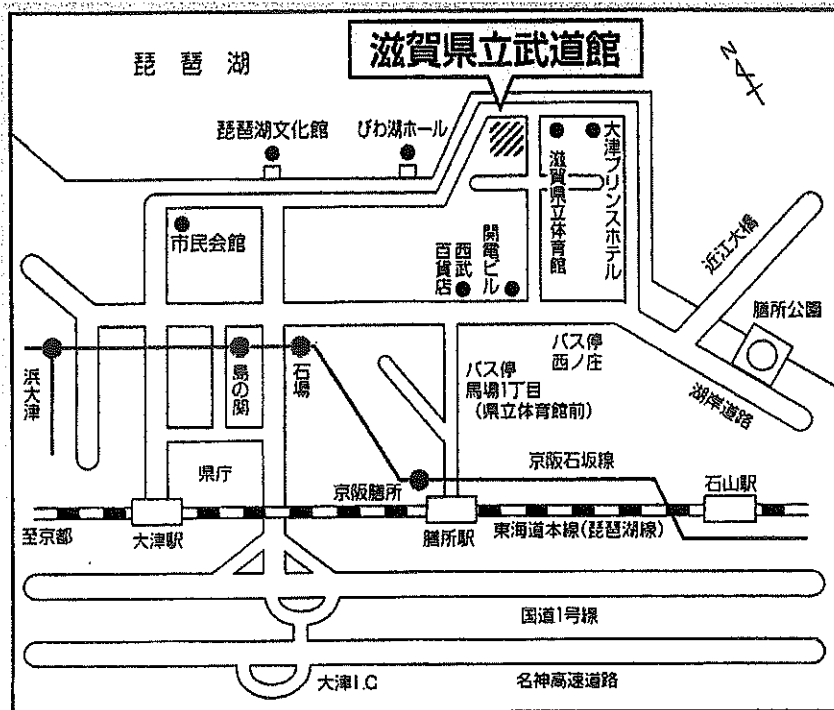 滋賀県立武道館
琵琶湖
N
琵琶湖文化館
びわ湖ホール
大津プリンスホテル
滋賀県立体育館
市民会館
関電ビル
西武
百貨店
近江大橋
膳所公園
浜大津
島の関
石場
バス停
西ノ庄
バス停
馬場1丁目
(県立体育館前)
湖岸道路
県庁
京阪膳所
京阪石坂線
石山駅
至京都
大津駅
膳所駅
東海道本線(琵琶湖線)
国道1号線
大津I.C
名神高速道路